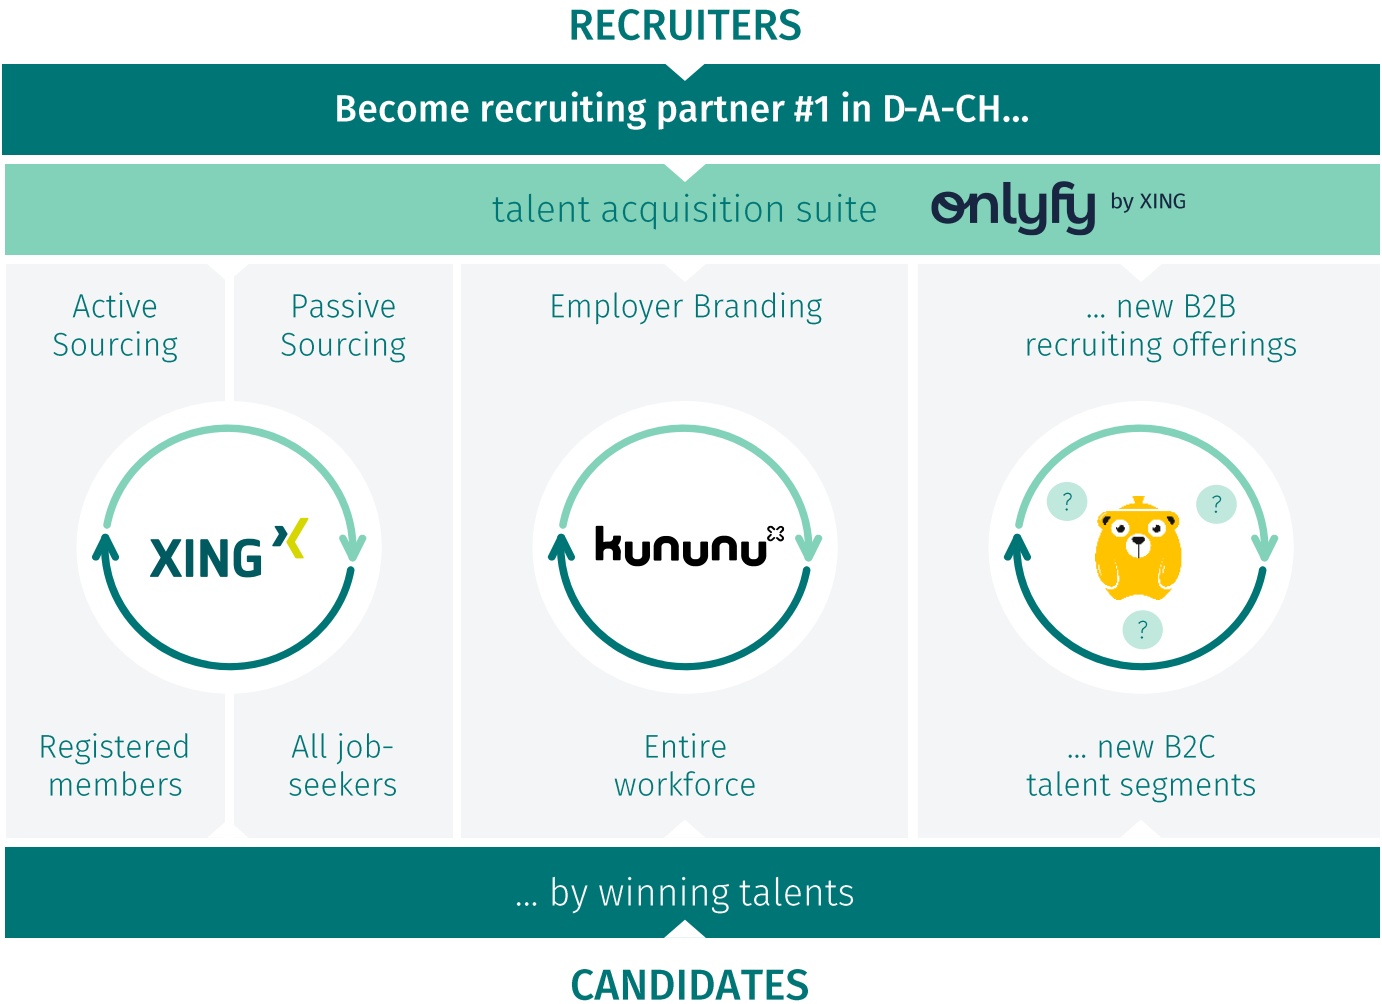 RECRUITERS
Become recruiting partner #1 in D-A-CH...
talent acquisition suite onlyfy by XING
Active
Sourcing
Passive
Sourcing
Employer Branding
... new B2B
recruiting offerings
XING
kununu
?
?
?
Registered
members
All job-
seekers
Entire
workforce
... new B2C
talent segments
... by winning talents
CANDIDATES